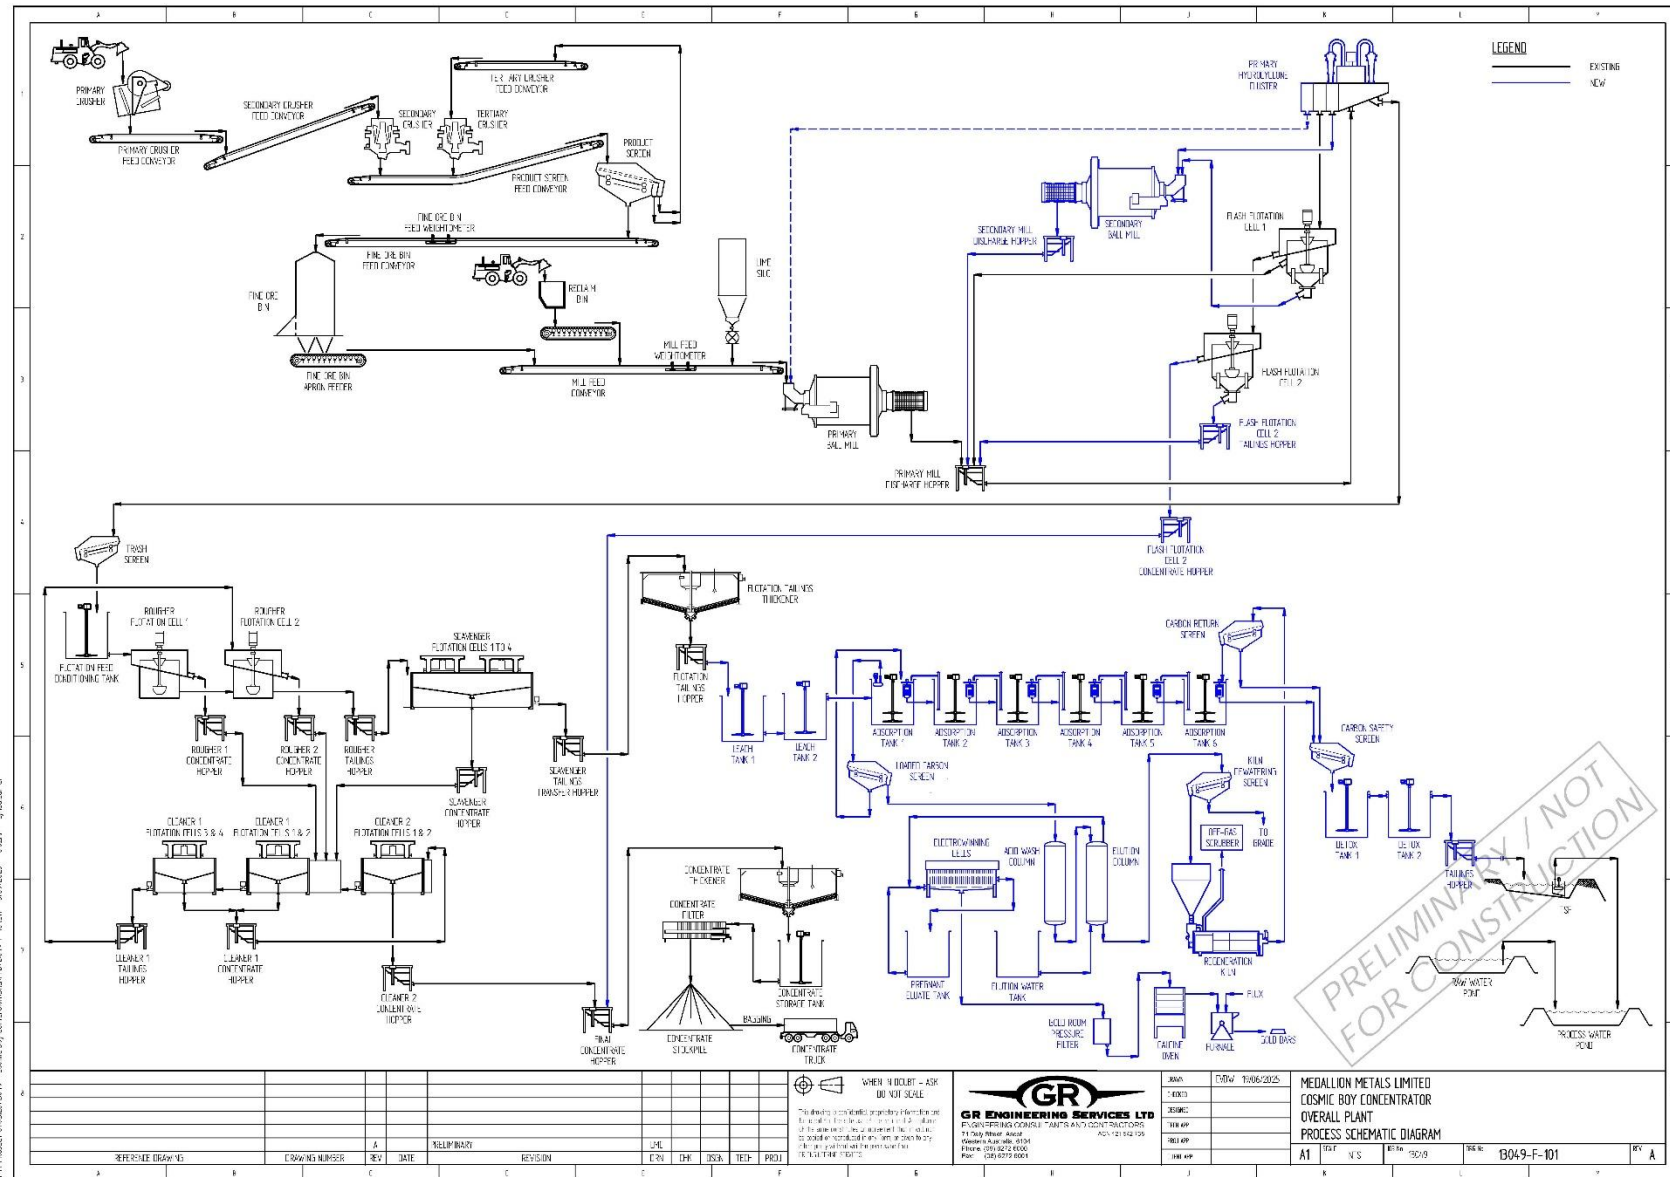 LEGEND
EXISTING
NEW
PRIMARY
CRUSHER
PRIMARY CRUSHER
FEED CONVEYOR
SECONDARY CRUSHER
FEED CONVEYOR
SECONDARY
CRUSHER
TERTIARY
CRUSHER
TERTIARY CRUSHER
FEED CONVEYOR
PRODUCT SCREEN
FEED CONVEYOR
PRODUCT
SCREEN
FINE ORE BIN
FEED WEIGHTOMETER
FINE ORE BIN
FEED CONVEYOR
FINE ORE
BIN
FINE ORE BIN
APRON FEEDER
RECLAIM
BIN
LIME
SILO
MILL FEED
WEIGHTOMETER
MILL FEED
CONVEYOR
PRIMARY
BALL MILL
PRIMARY MILL
DISCHARGE HOPPER
PRIMARY
HYDROCYCLONE
CLUSTER
SECONDARY MILL
DISCHARGE HOPPER
SECONDARY
BALL MILL
FLASH FLOTATION
CELL 1
FLASH FLOTATION
CELL 2
FLASH FLOTATION
CELL 2
TAILINGS HOPPER
FLASH FLOTATION
CELL 2
CONCENTRATE HOPPER
TRASH
SCREEN
FLOTATION FEED
CONDITIONING TANK
ROUGHER
FLOTATION CELL 1
ROUGHER
FLOTATION CELL 2
SCAVENGER
FLOTATION CELLS 1 TO 4
ROUGHER 1
CONCENTRATE
HOPPER
ROUGHER 2
CONCENTRATE
HOPPER
ROUGHER
TAILINGS
HOPPER
SCAVENGER
CONCENTRATE
HOPPER
SCAVENGER
TAILINGS
TRANSFER HOPPER
FLOTATION TAILINGS
THICKENER
FLOTATION
TAILINGS
HOPPER
CLEANER 1
FLOTATION CELLS 3 & 4
CLEANER 1
FLOTATION CELLS 1 & 2
CLEANER 2
FLOTATION CELLS 1 & 2
CLEANER 1
TAILINGS
HOPPER
CLEANER 1
CONCENTRATE
HOPPER
CLEANER 2
CONCENTRATE
HOPPER
FINAL
CONCENTRATE
HOPPER
CONCENTRATE
THICKENER
CONCENTRATE
FILTER
CONCENTRATE
STORAGE TANK
CONCENTRATE
STOCKPILE
BAGGING
CONCENTRATE
TRUCK
LEACH
TANK 1
LEACH
TANK 2
ADSORPTION
TANK 1
ADSORPTION
TANK 2
ADSORPTION
TANK 3
ADSORPTION
TANK 4
ADSORPTION
TANK 5
ADSORPTION
TANK 6
LOADED CARBON
SCREEN
CARBON RETURN
SCREEN
CARBON SAFETY
SCREEN
KILN
DEWATERING
SCREEN
OFF-GAS
SCRUBBER
TO
GRADE
ELECTROWINNING
CELLS
ACID WASH
COLUMN
ELUTION
COLUMN
PREGNANT
ELUATE TANK
ELUTION WATER
TANK
REGENERATION
KILN
GOLD ROOM
PRESSURE
FILTER
CALCINE
OVEN
FLUX
FURNACE
GOLD BARS
DETOX
TANK 1
DETOX
TANK 2
TAILINGS
HOPPER
TSF
RAW WATER
POND
PROCESS WATER
POND
PRELIMINARY / NOT
FOR CONSTRUCTION
A
PRELIMINARY
REFERENCE DRAWING
DRAWING NUMBER
REV
DATE
REVISION
DRN
CHK
DSGN
TECH
PROJ
WHEN IN DOUBT - ASK
DO NOT SCALE
GR
GR ENGINEERING SERVICES LTD
ENGINEERING CONSULTANTS AND CONTRACTORS
DRAWN
19/06/2025
MEDALLION METALS LIMITED
COSMIC BOY CONCENTRATOR
OVERALL PLANT
PROCESS SCHEMATIC DIAGRAM
A1
SCALE
NTS
13049
13049-F-101
REV
A